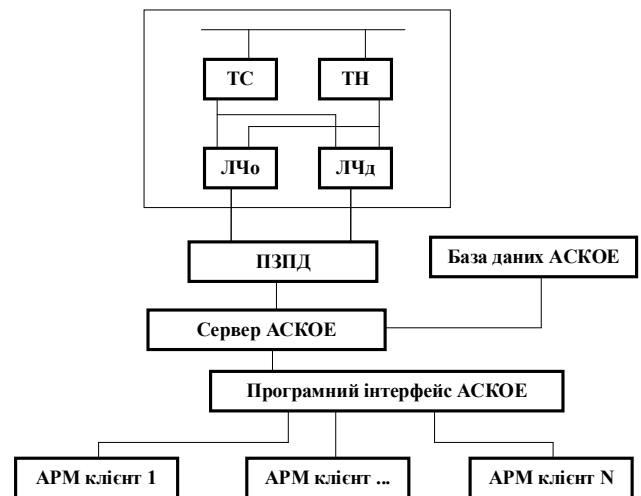 ТС
ТН
ЛЧо
ЛЧд
ПЗПД
База даних АСКОЕ
Сервер АСКОЕ
Програмний інтерфейс АСКОЕ
АРМ клієнт 1
АРМ клієнт ...
АРМ клієнт N